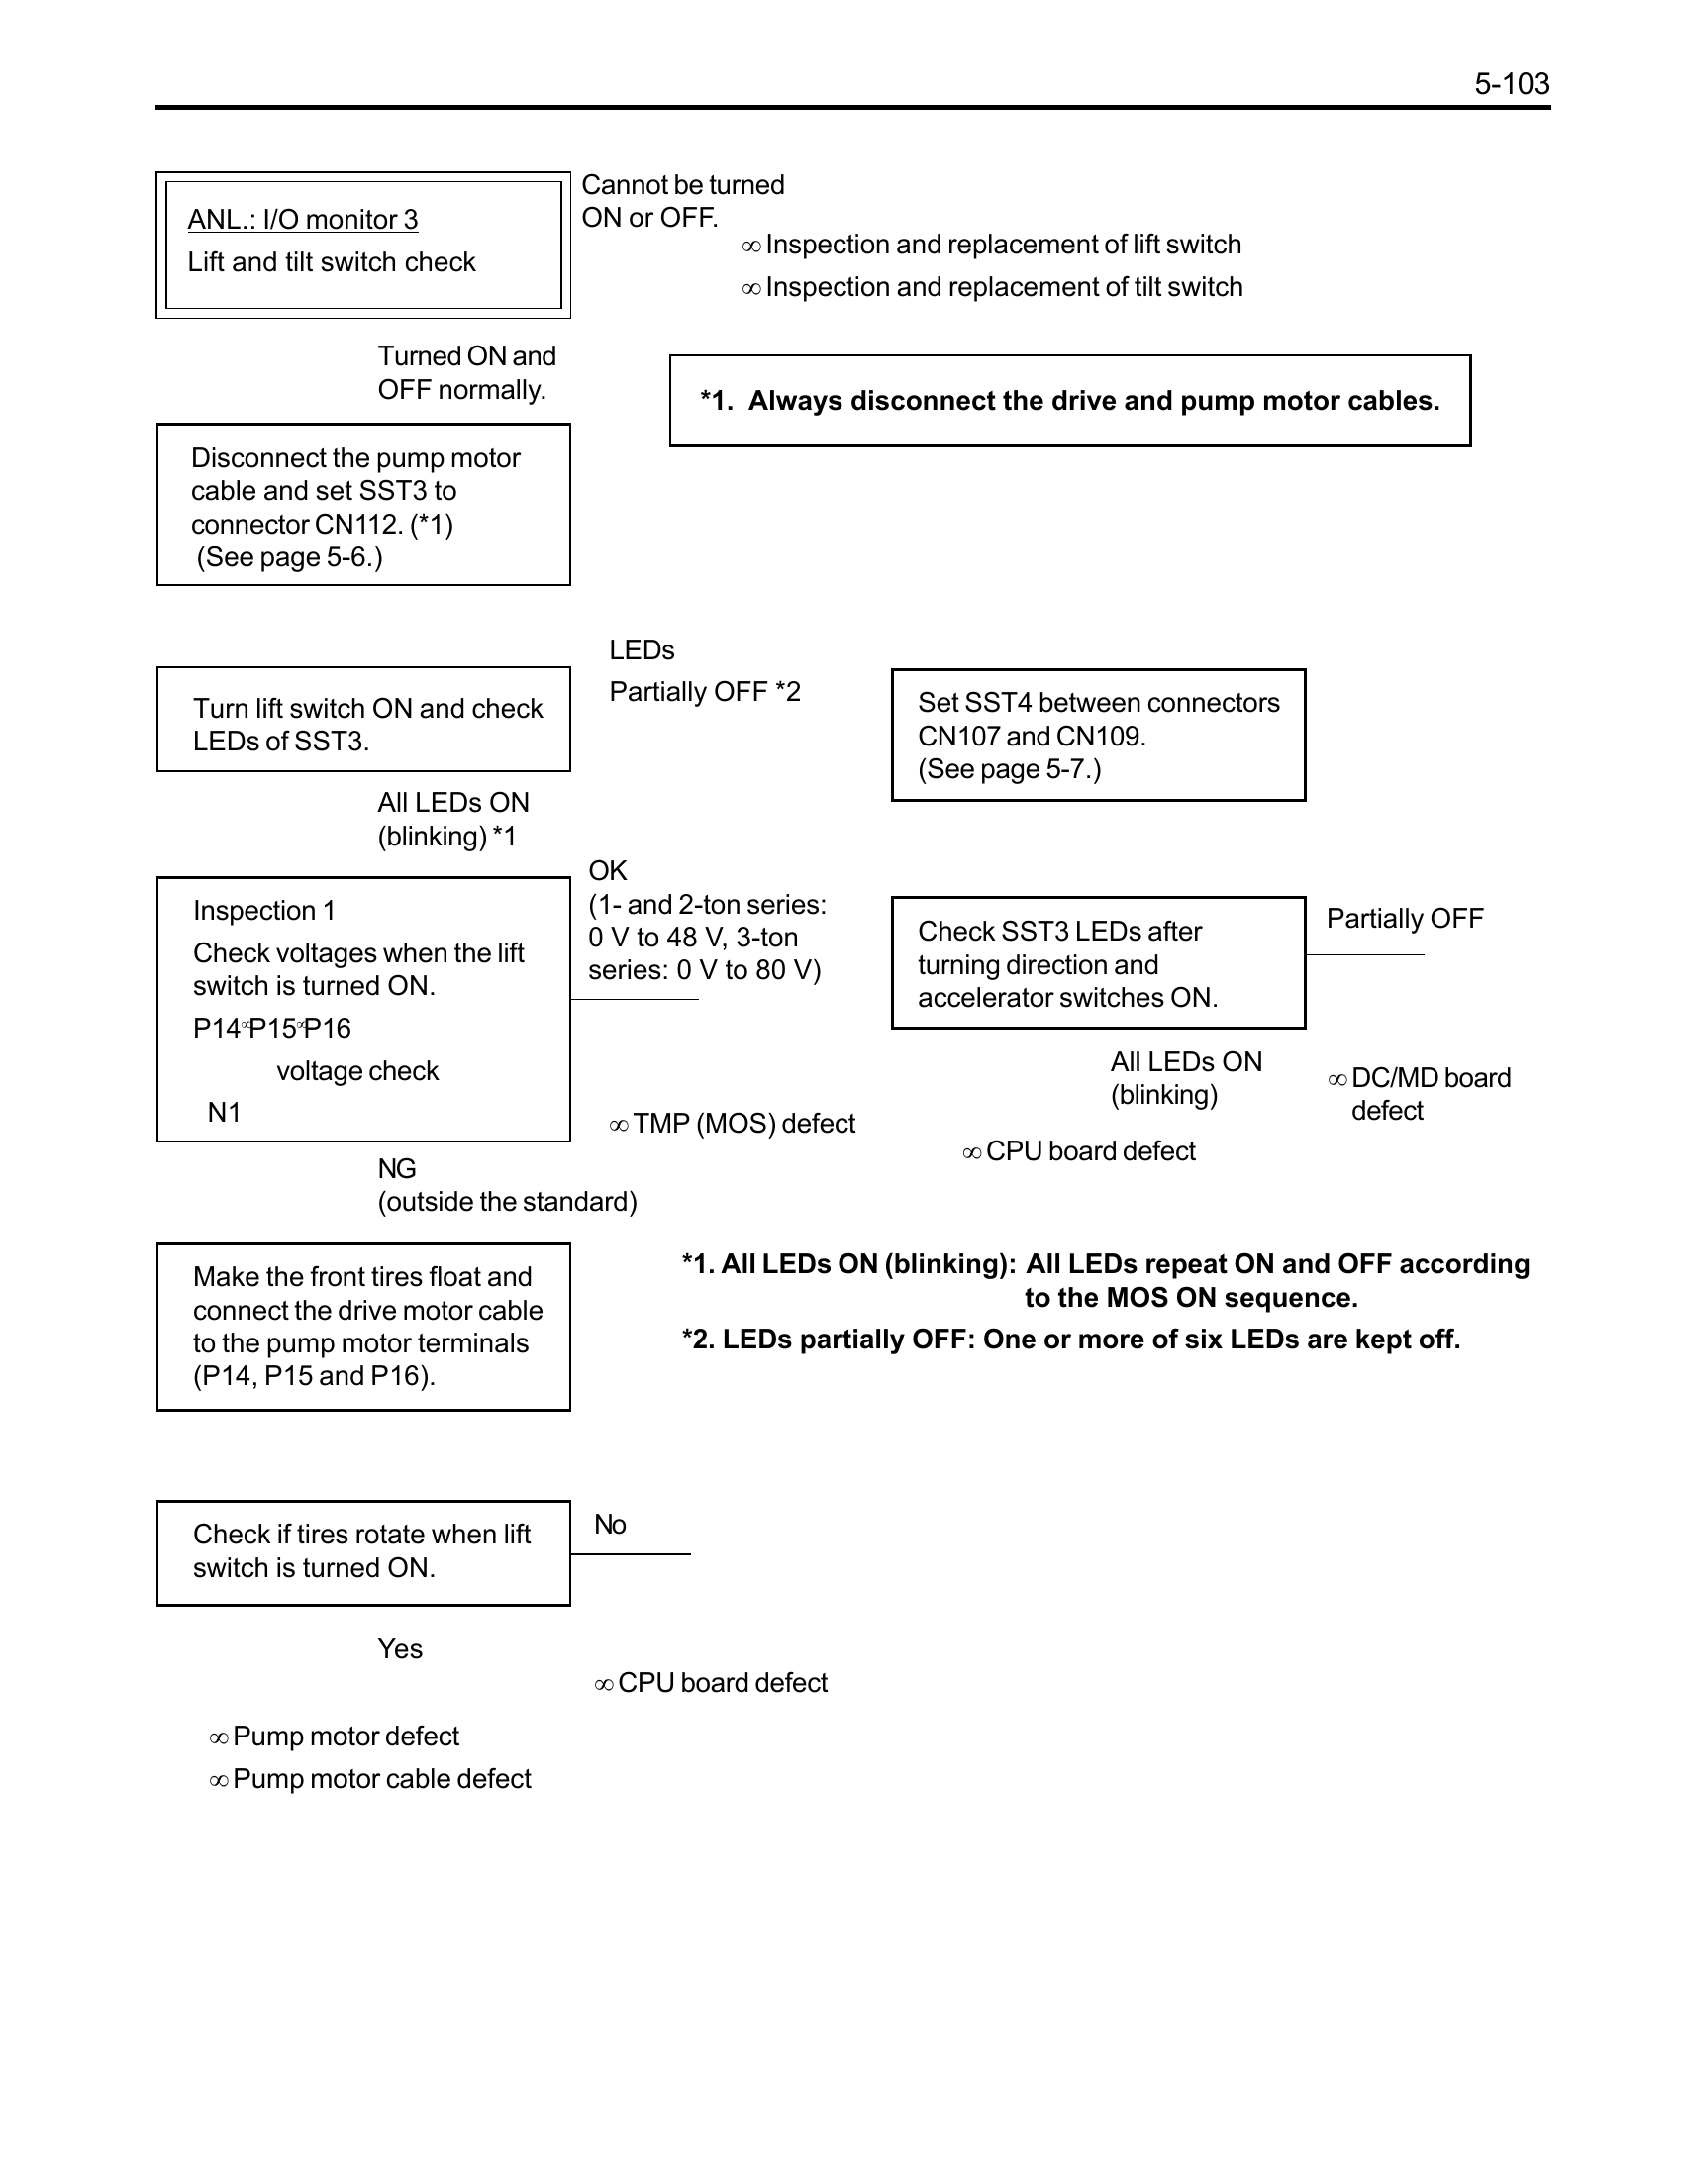 5-103
ANL.: I/O monitor 3
Lift and tilt switch check
Cannot be turned
ON or OFF.
∞ Inspection and replacement of lift switch
∞ Inspection and replacement of tilt switch
Turned ON and
OFF normally.
*1. Always disconnect the drive and pump motor cables.
Disconnect the pump motor
cable and set SST3 to
connector CN112. (*1)
(See page 5-6.)
LEDs
Partially OFF *2
Turn lift switch ON and check
LEDs of SST3.
Set SST4 between connectors
CN107 and CN109.
(See page 5-7.)
All LEDs ON
(blinking) *1
OK
(1- and 2-ton series:
0 V to 48 V, 3-ton
series: 0 V to 80 V)
Inspection 1
Check voltages when the lift
switch is turned ON.
P14∞P15∞P16
voltage check
N1
Check SST3 LEDs after
turning direction and
accelerator switches ON.
Partially OFF
All LEDs ON
(blinking)
∞ DC/MD board
defect
∞ TMP (MOS) defect
∞ CPU board defect
NG
(outside the standard)
Make the front tires float and
connect the drive motor cable
to the pump motor terminals
(P14, P15 and P16).
*1. All LEDs ON (blinking): All LEDs repeat ON and OFF according
to the MOS ON sequence.
*2. LEDs partially OFF: One or more of six LEDs are kept off.
Check if tires rotate when lift
switch is turned ON.
No
Yes
∞ CPU board defect
∞ Pump motor defect
∞ Pump motor cable defect